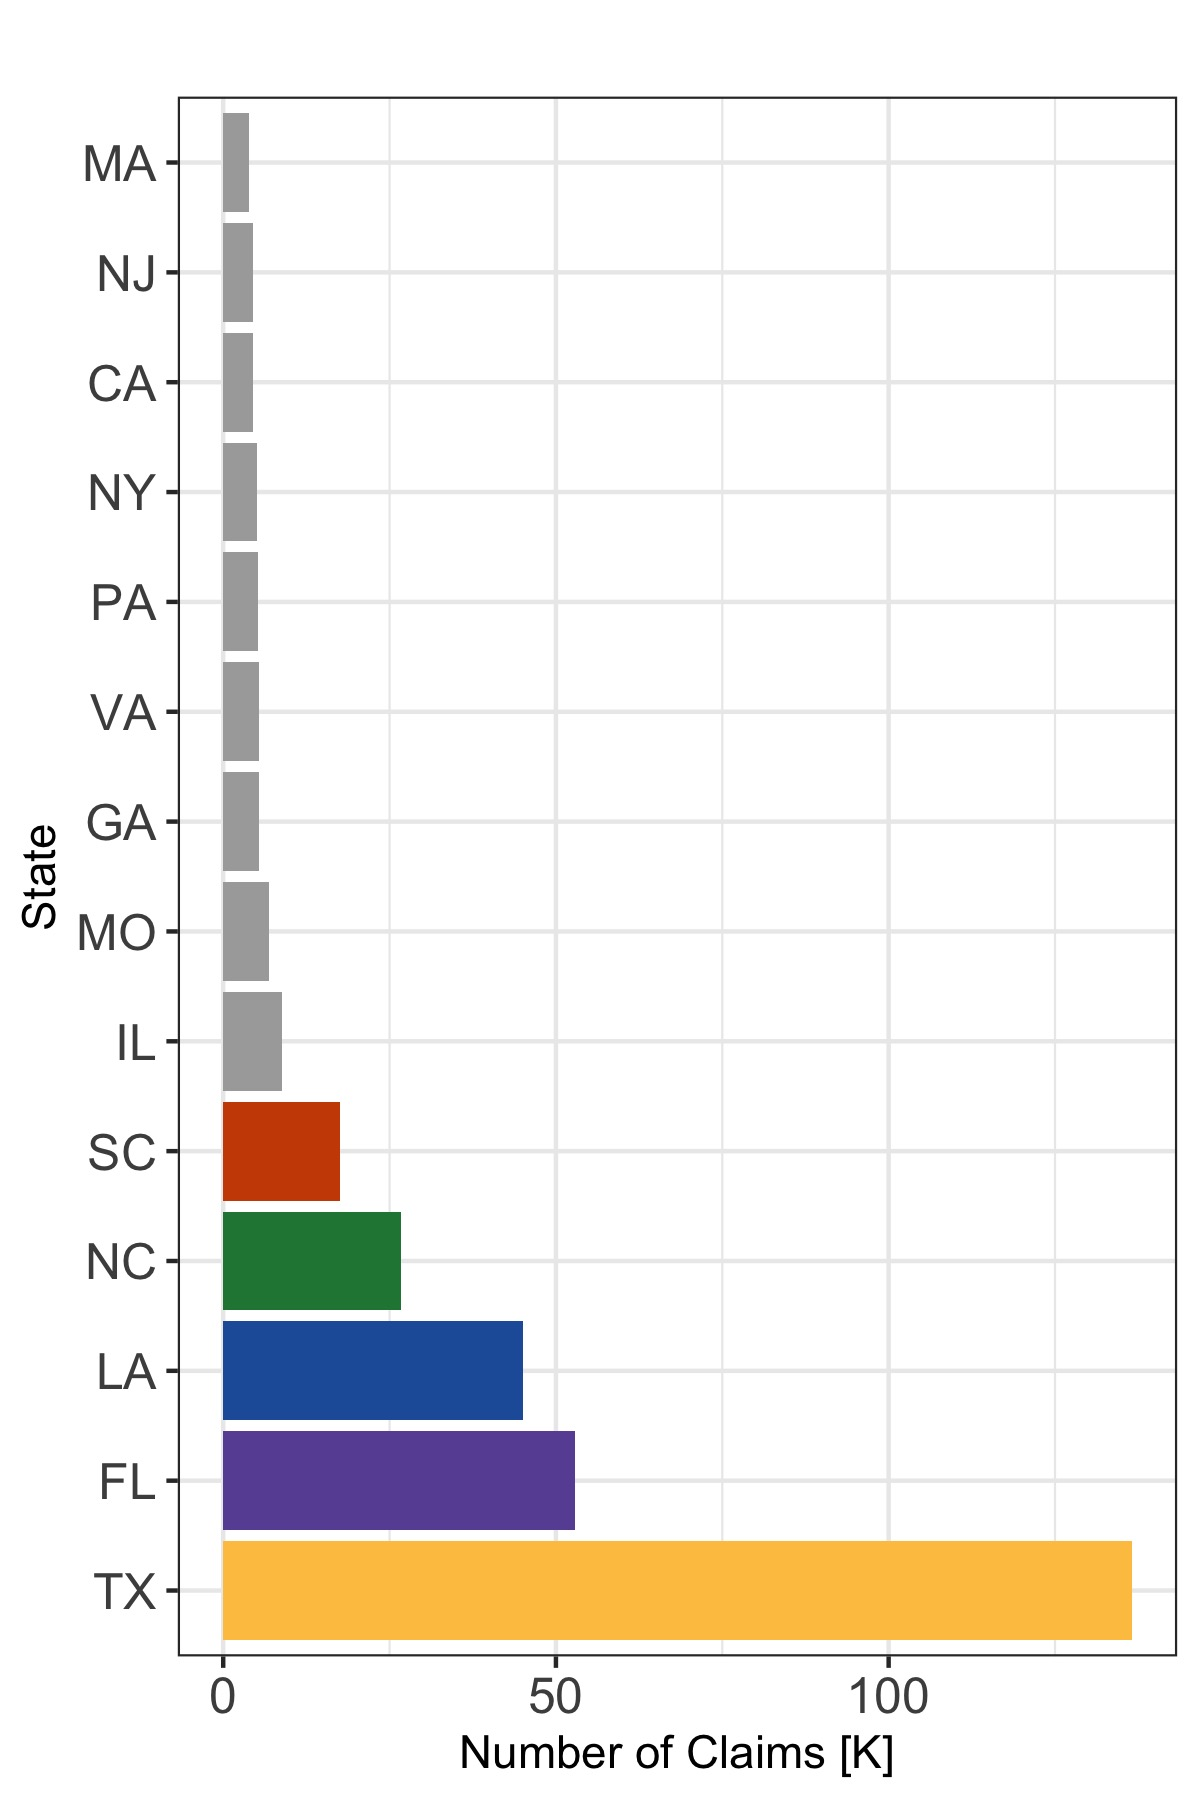 MA
NJ
CA
NY
PA
VA
GA
MO
IL
SC
NC
LA
FL
TX
State
0 50 100
Number of Claims [K]